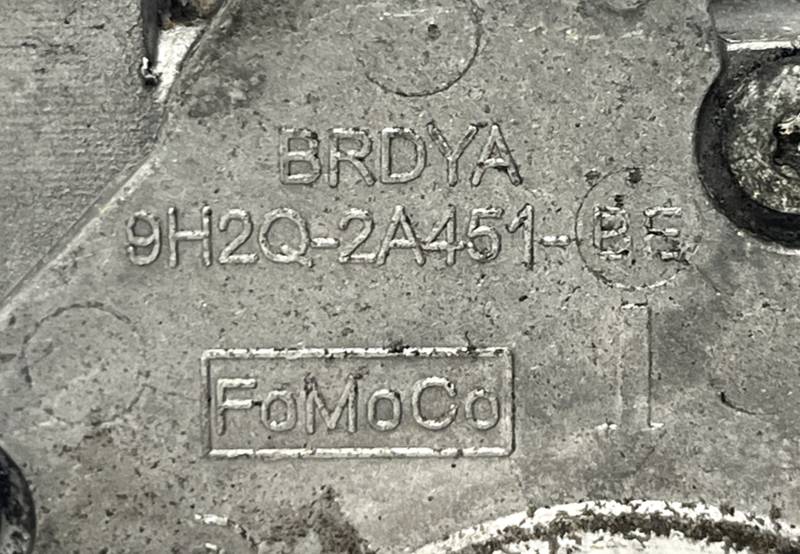 BRDYA
9H2Q-2A451-BE
I
FoMoCo